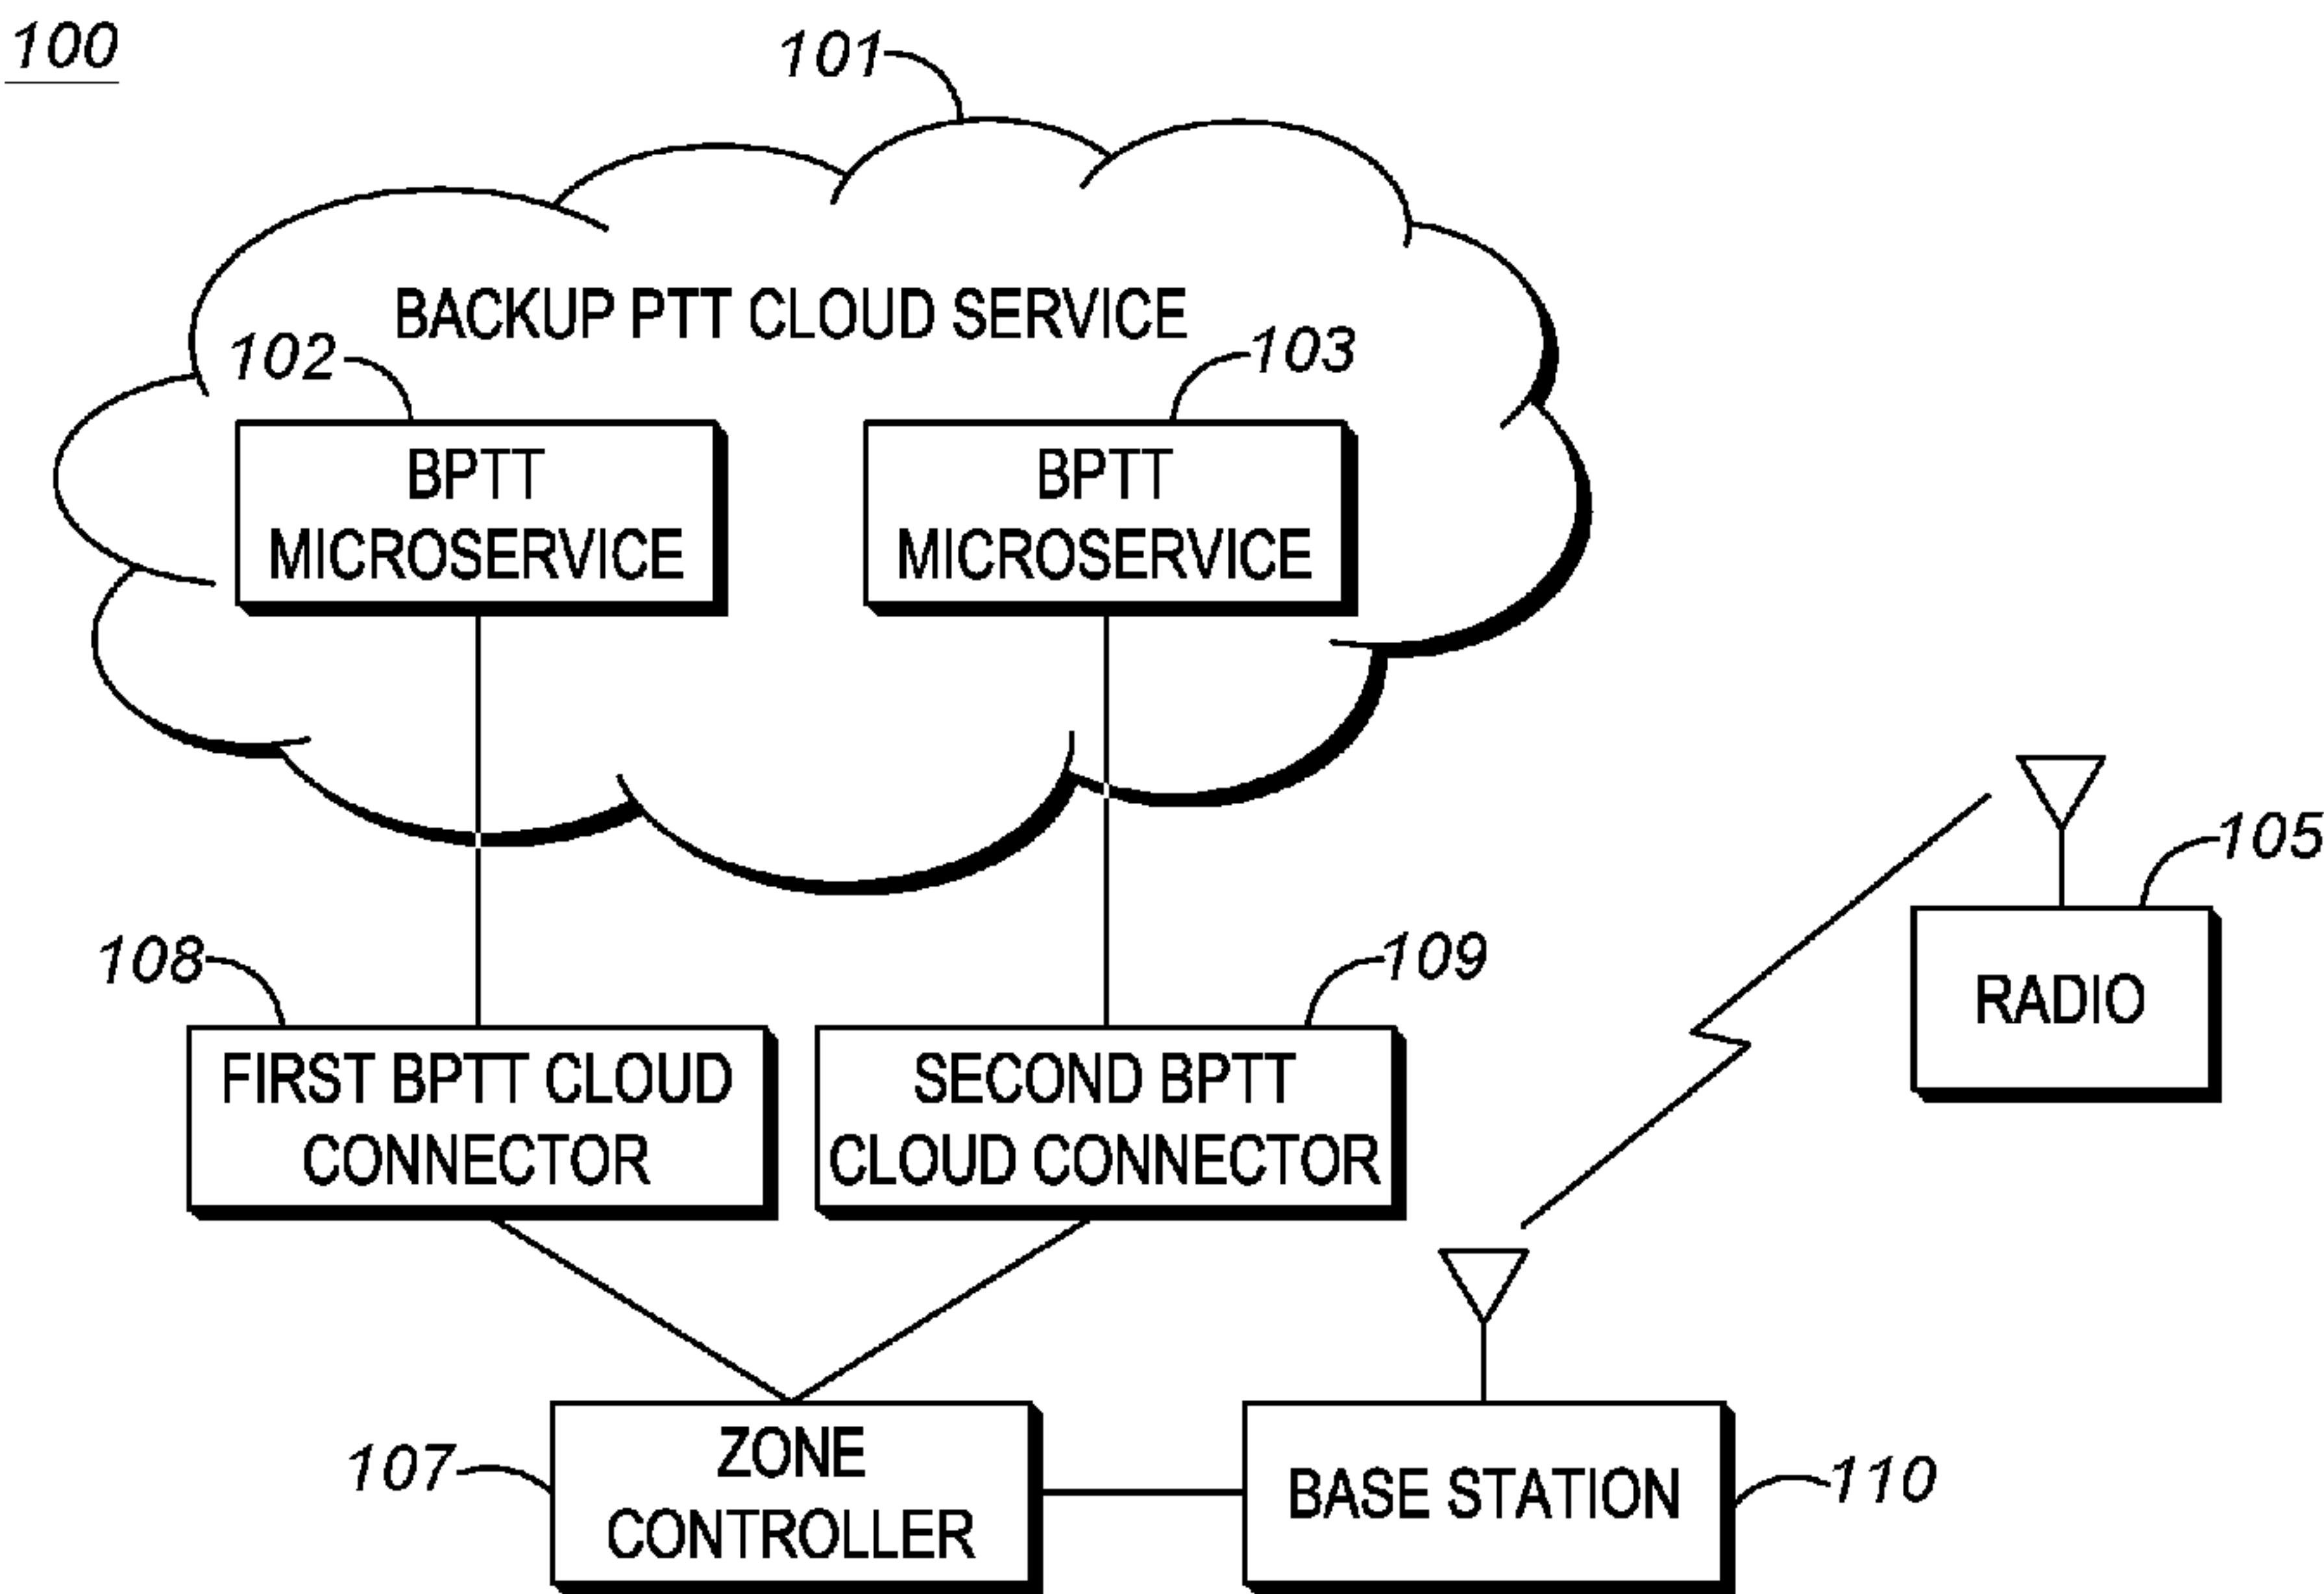 100
101
BACKUP PTT CLOUD SERVICE
102
103
BPTT
MICROSERVICE
BPTT
MICROSERVICE
105
RADIO
108
109
FIRST BPTT CLOUD
CONNECTOR
SECOND BPTT
CLOUD CONNECTOR
107
ZONE
CONTROLLER
BASE STATION
110